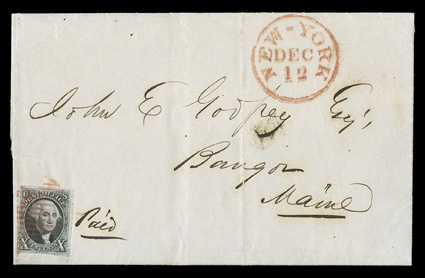 NEW-YORK
DEC
12
John E Godfrey Esq,
Bangor
Maine
Paid
X X